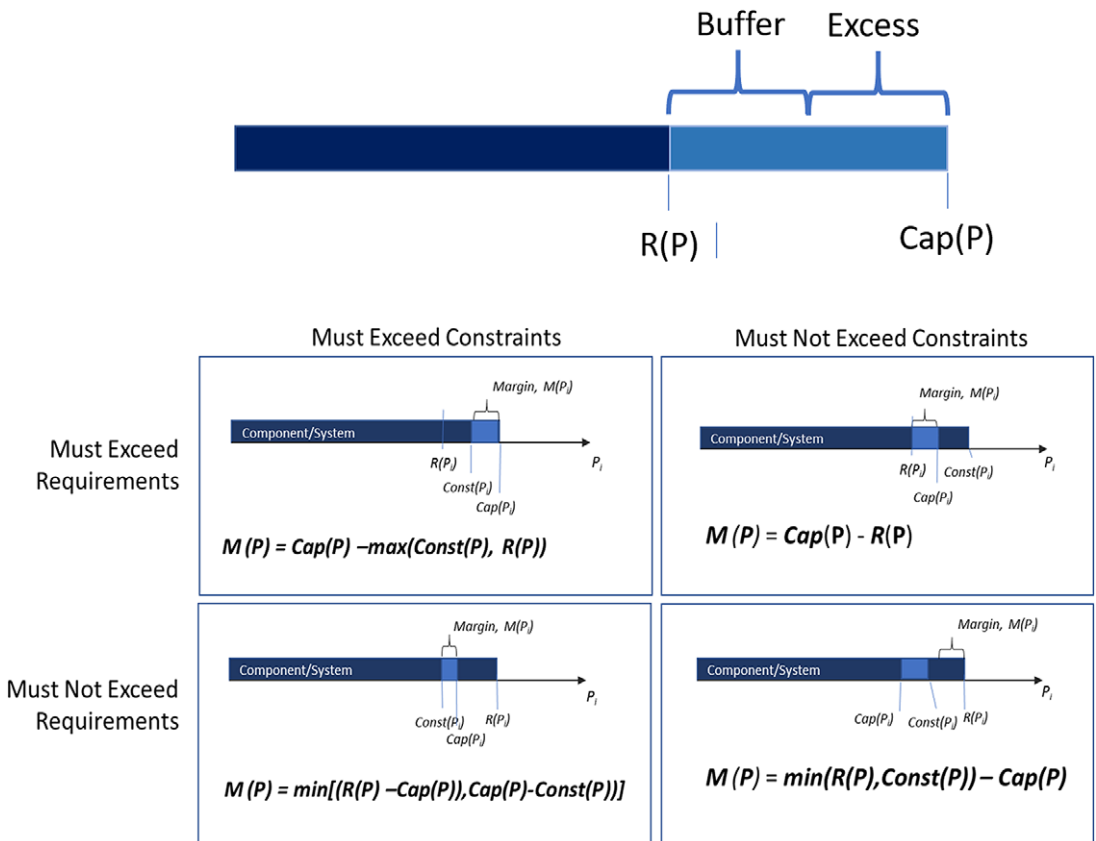 Buffer Excess
R(P) Cap(P)
Must Exceed Constraints
Must Not Exceed Constraints
Must Exceed
Requirements
Margin, M(Pi)
Component/System
R(Pi)
Pi
Const(Pi)
Cap(Pi)
M (P) = Cap(P) –max(Const(P), R(P))
Margin, M(Pi)
Component/System
R(Pi)
Const(Pi)
Pi
Cap(Pi)
M (P) = Cap(P) - R(P)
Must Not Exceed
Requirements
Margin, M(Pi)
Component/System
Pi
Const(Pi)
R(Pi)
Cap(Pi)
M (P) = min[(R(P) –Cap(P)),Cap(P)-Const(P))]
Margin, M(Pi)
Component/System
Pi
Cap(Pi)
Const(Pi)
R(Pi)
M (P) = min(R(P),Const(P)) – Cap(P)